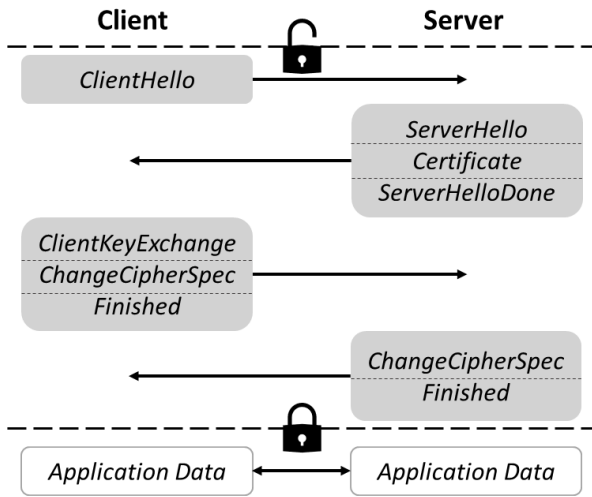 Client Server
ClientHello
ServerHello
Certificate
ServerHelloDone
ClientKeyExchange
ChangeCipherSpec
Finished
ChangeCipherSpec
Finished
Application Data Application Data